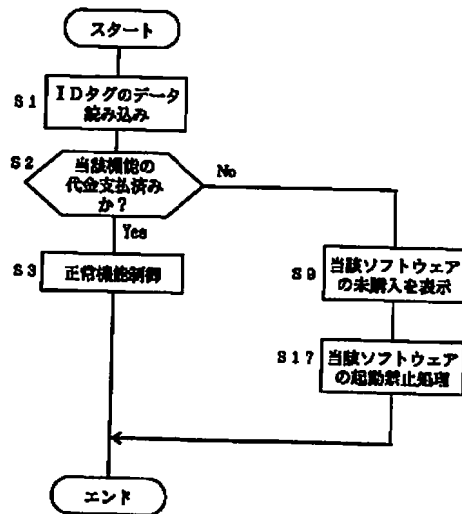 スタート
S1
IDタグのデータ
読み込み
S2
当該機能の
代金支払済み
か？
No
Yes
S3
正常機能制御
S9
当該ソフトウェア
の未購入を表示
S17
当該ソフトウェア
の起動禁止処理
エンド